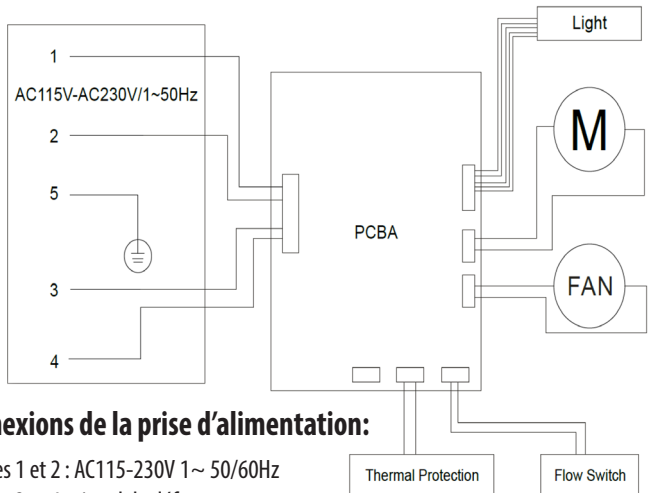 Light
1
AC115V-AC230V/1~50Hz
2
M
5
PCBA
3
FAN
4
nexions de la prise d'alimentation:
es 1 et 2 : AC115-230V 1~ 50/60Hz
Thermal Protection
Flow Switch